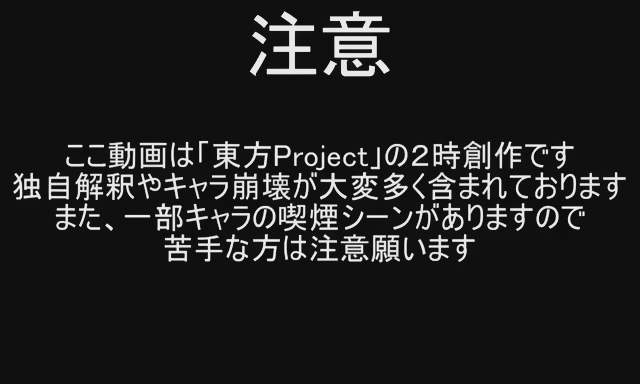 注意
ここ動画は「東方Project」の２時創作です
独自解釈やキャラ崩壊が大変多く含まれております
また、一部キャラの喫煙シーンがありますので
苦手な方は注意願います